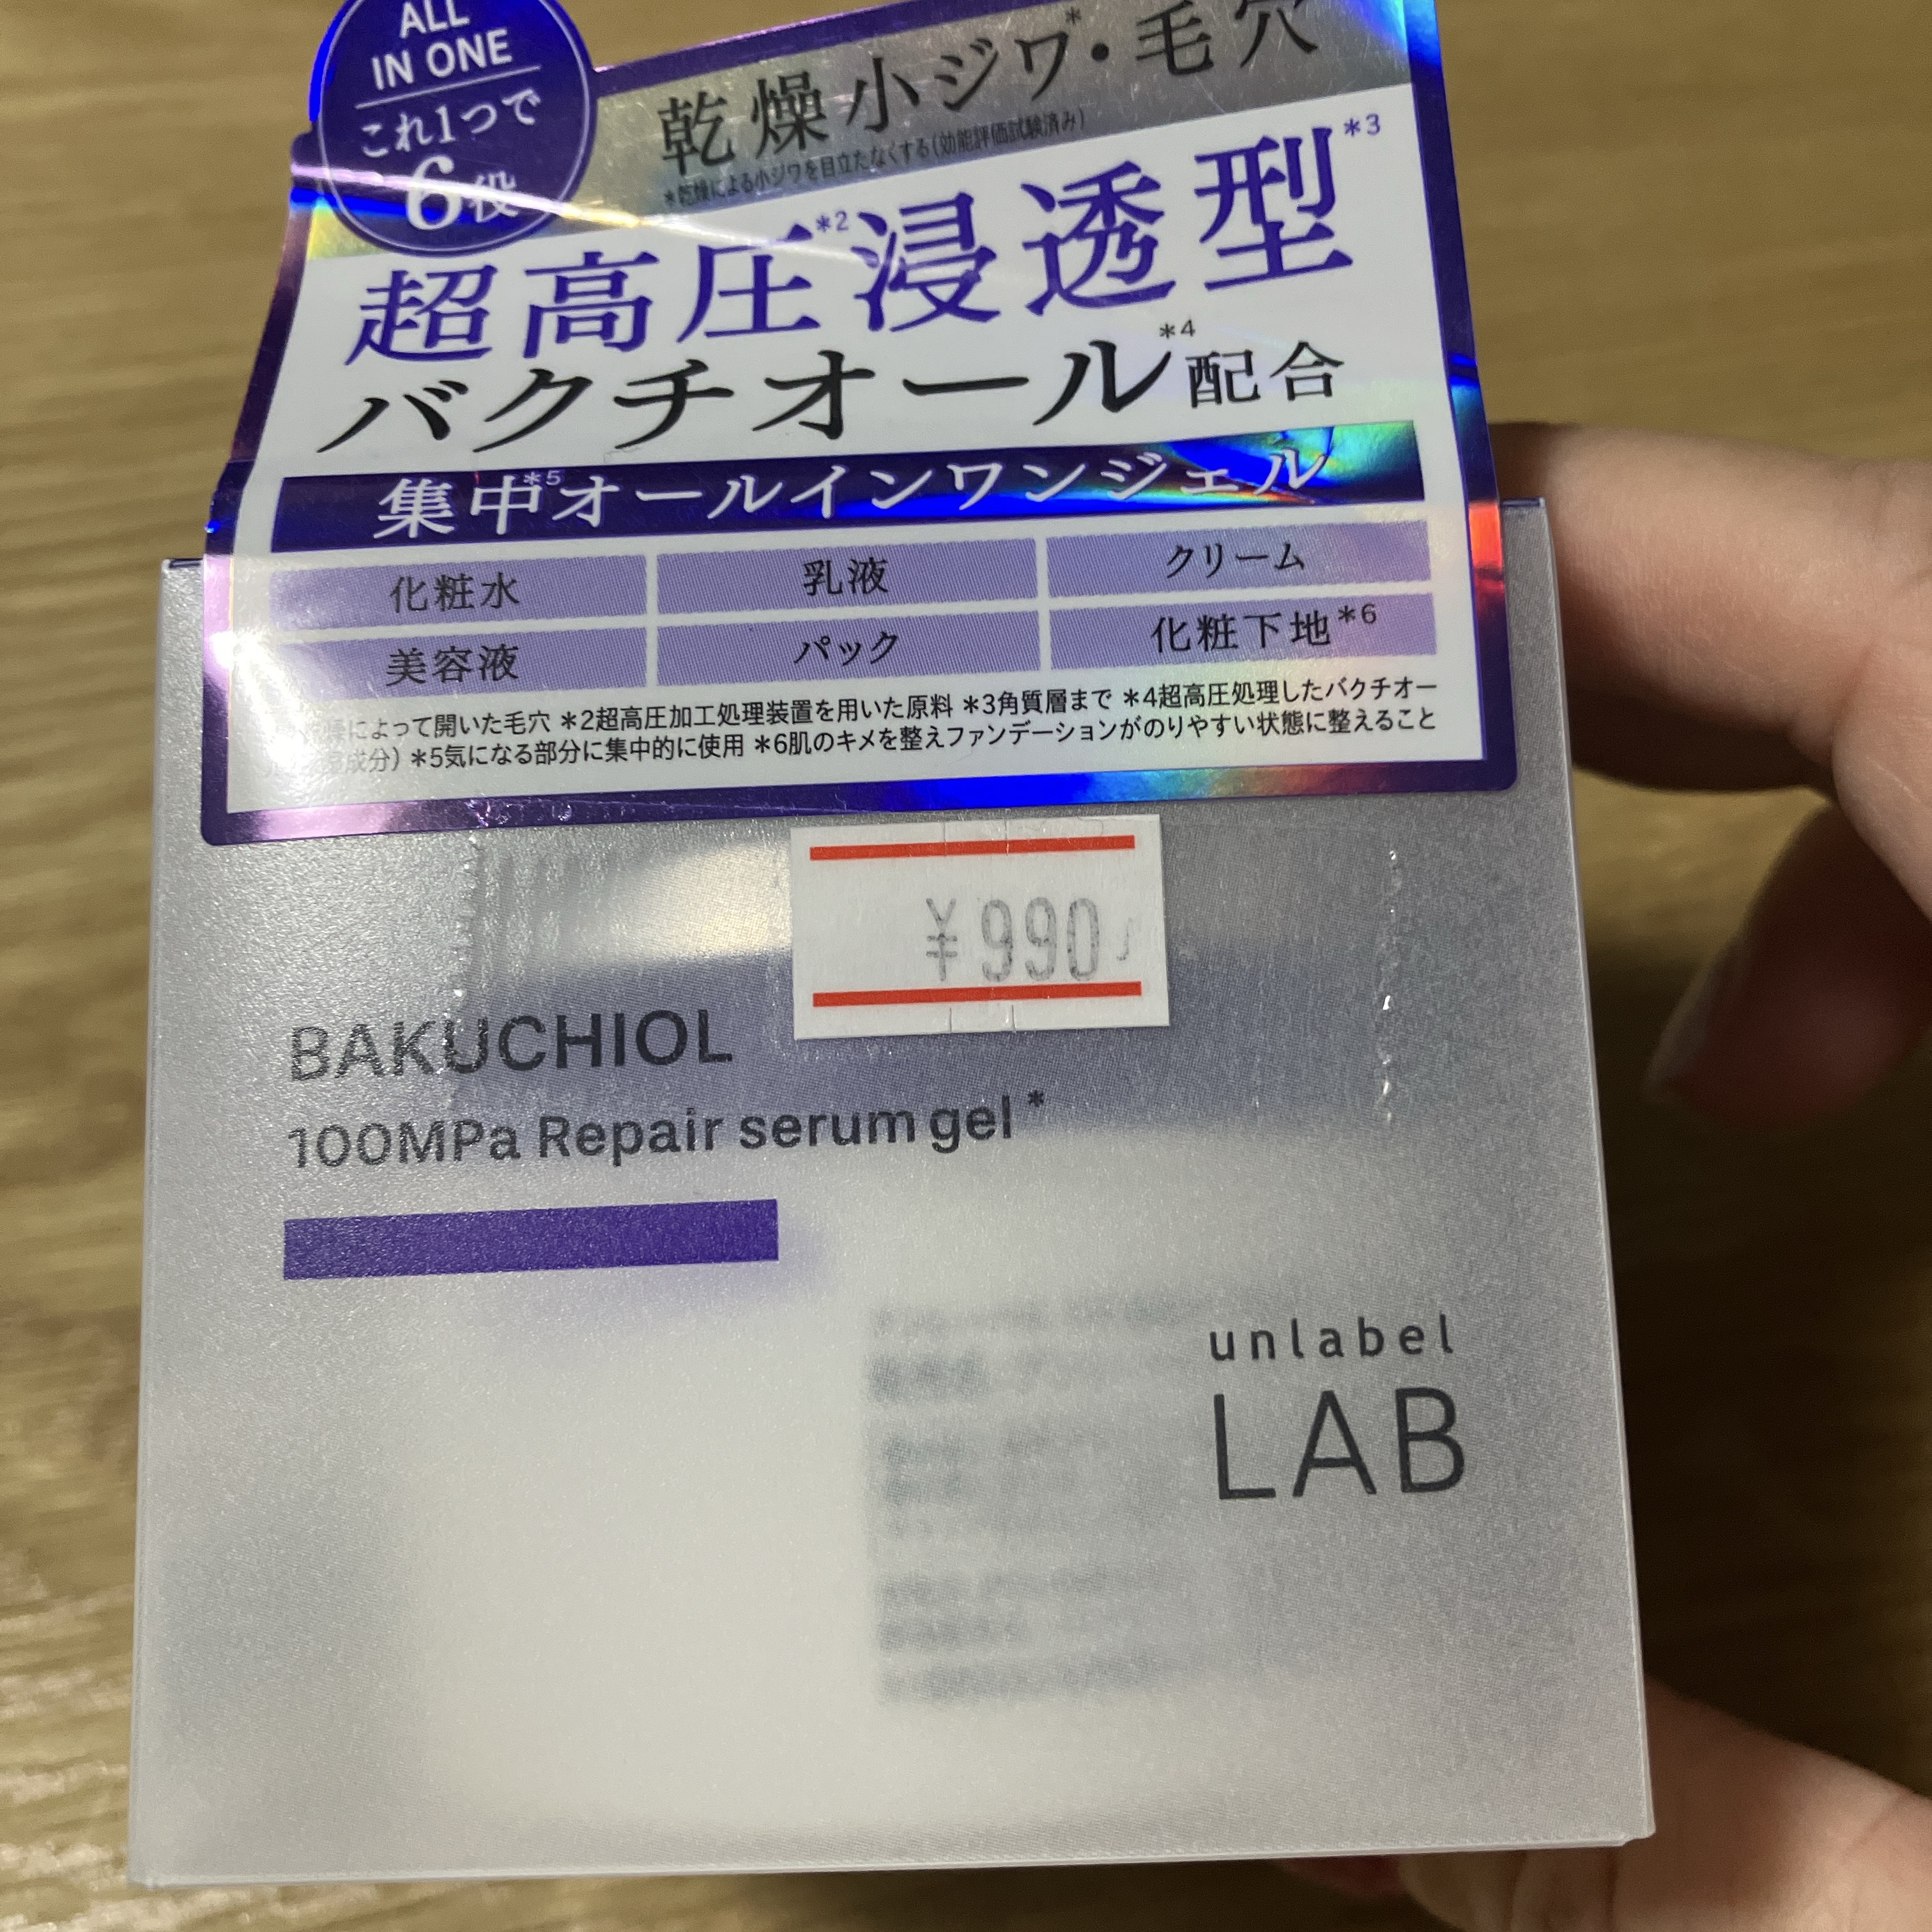 ALL
IN ONE
これ1つで
6役
乾燥小ジワ*・毛穴
*乾燥による小ジワを目立たなくする(効能評価試験済み)
超高圧*2浸透型*3
バクチオール*4配合
集中*5オールインワンジェル
化粧水 乳液 クリーム
美容液 パック 化粧下地*6
によって開いた毛穴 *2超高圧加工処理装置を用いた原料 *3角質層まで *4超高圧処理したバクチオー
成分) *5気になる部分に集中的に使用 *6肌のキメを整えファンデーションがのりやすい状態に整えること
¥990
BAKUCHIOL
100MPa Repair serum gel*
unlabel
LAB